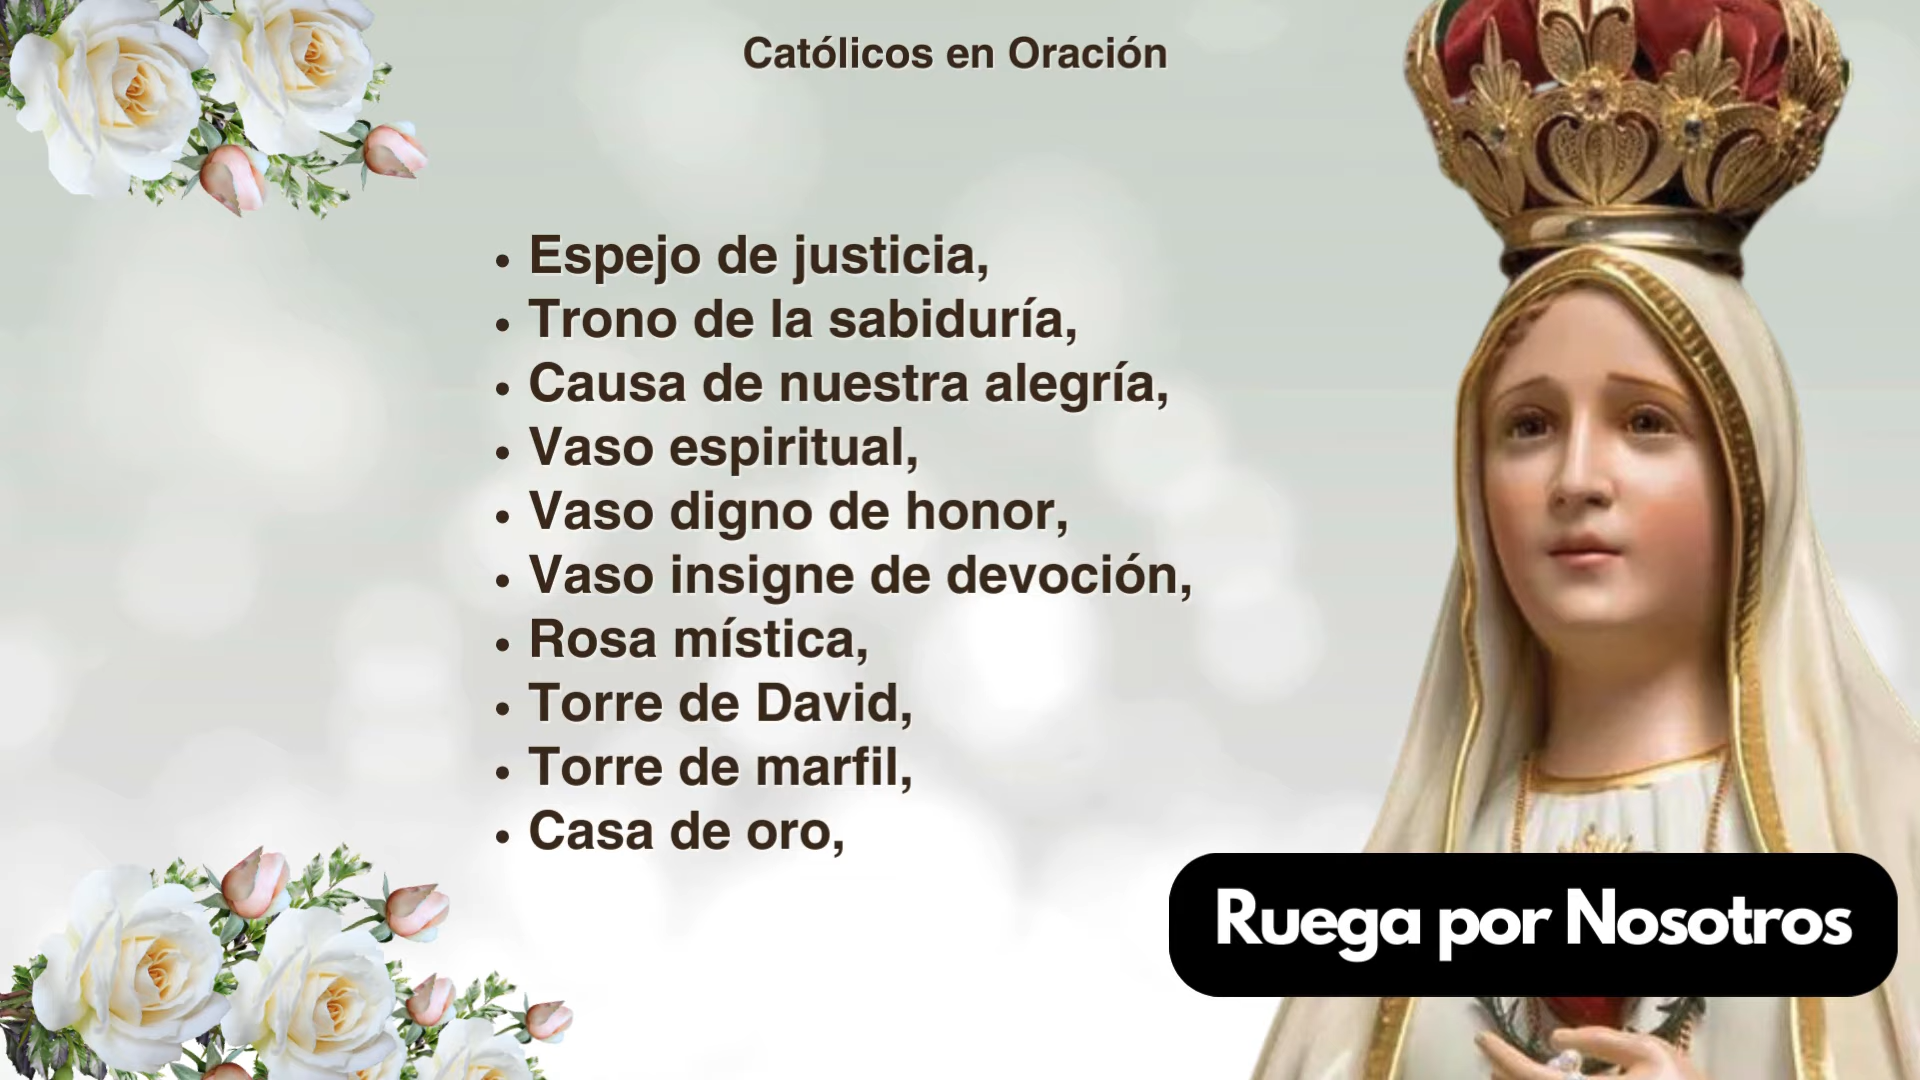 Católicos en Oración
• Espejo de justicia,
• Trono de la sabiduría,
• Causa de nuestra alegría,
• Vaso espiritual,
• Vaso digno de honor,
• Vaso insigne de devoción,
• Rosa mística,
• Torre de David,
• Torre de marfil,
• Casa de oro,
Ruega por Nosotros